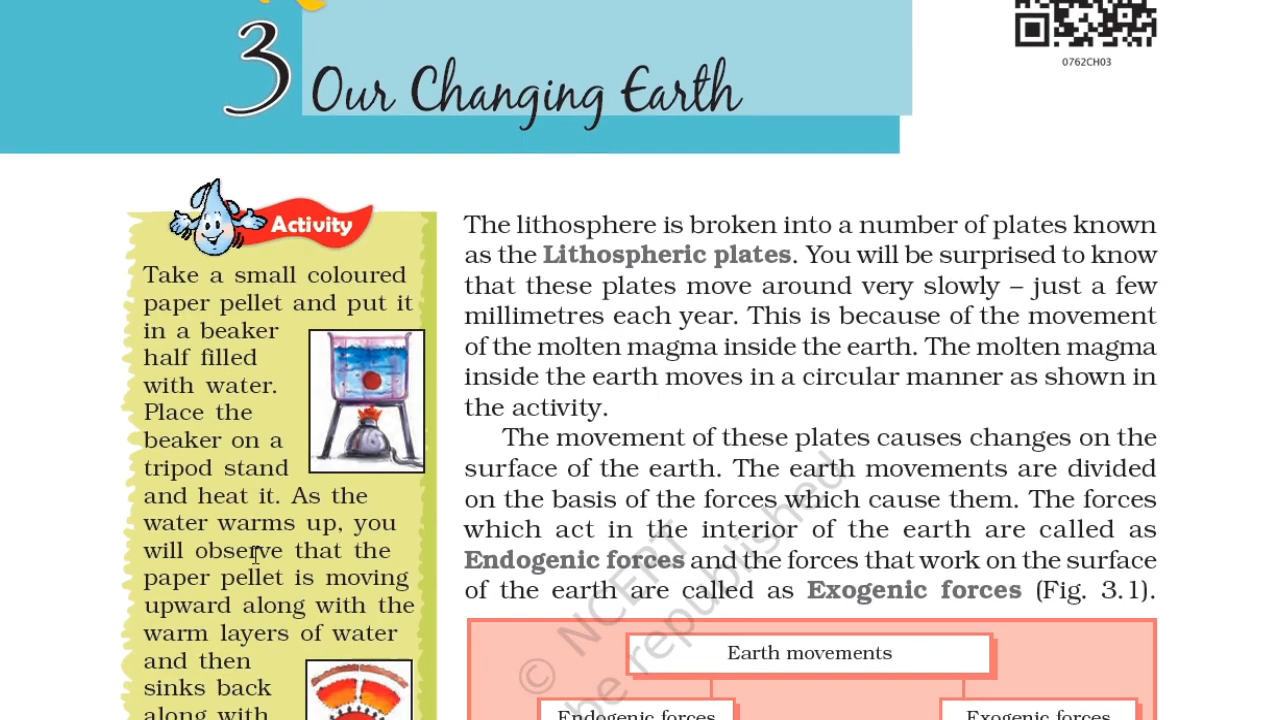 3 Our Changing Earth
0762CH03
Activity
Take a small coloured
paper pellet and put it
in a beaker
half filled
with water.
Place the
beaker on a
tripod stand
and heat it. As the
water warms up, you
will observe that the
paper pellet is moving
upward along with the
warm layers of water
and then
sinks back
along with
The lithosphere is broken into a number of plates known
as the Lithospheric plates. You will be surprised to know
that these plates move around very slowly – just a few
millimetres each year. This is because of the movement
of the molten magma inside the earth. The molten magma
inside the earth moves in a circular manner as shown in
the activity.
The movement of these plates causes changes on the
surface of the earth. The earth movements are divided
on the basis of the forces which cause them. The forces
which act in the interior of the earth are called as
Endogenic forces and the forces that work on the surface
of the earth are called as Exogenic forces (Fig. 3.1).
Earth movements
Endogenic forces
Exogenic forces
© NCERT
be republished